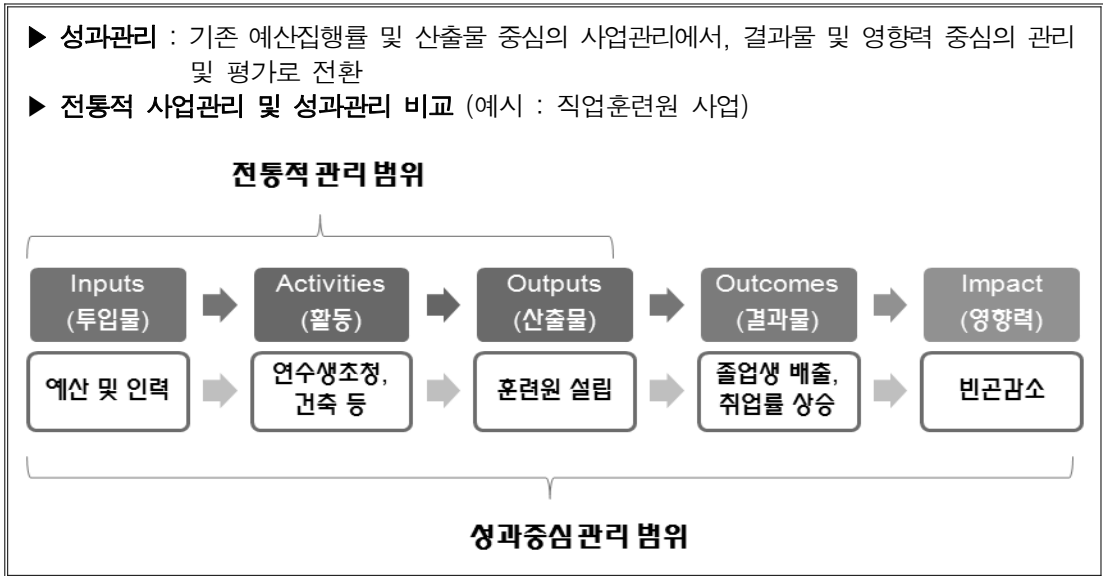 ▶ 성과관리 : 기존 예산집행률 및 산출물 중심의 사업관리에서, 결과물 및 영향력 중심의 관리
및 평가로 전환
▶ 전통적 사업관리 및 성과관리 비교 (예시 : 직업훈련원 사업)
전통적 관리 범위
Inputs
(투입물)
Activities
(활동)
Outputs
(산출물)
Outcomes
(결과물)
Impact
(영향력)
예산 및 인력
연수생초청,
건축 등
훈련원 설립
졸업생 배출,
취업률 상승
빈곤감소
성과중심 관리 범위